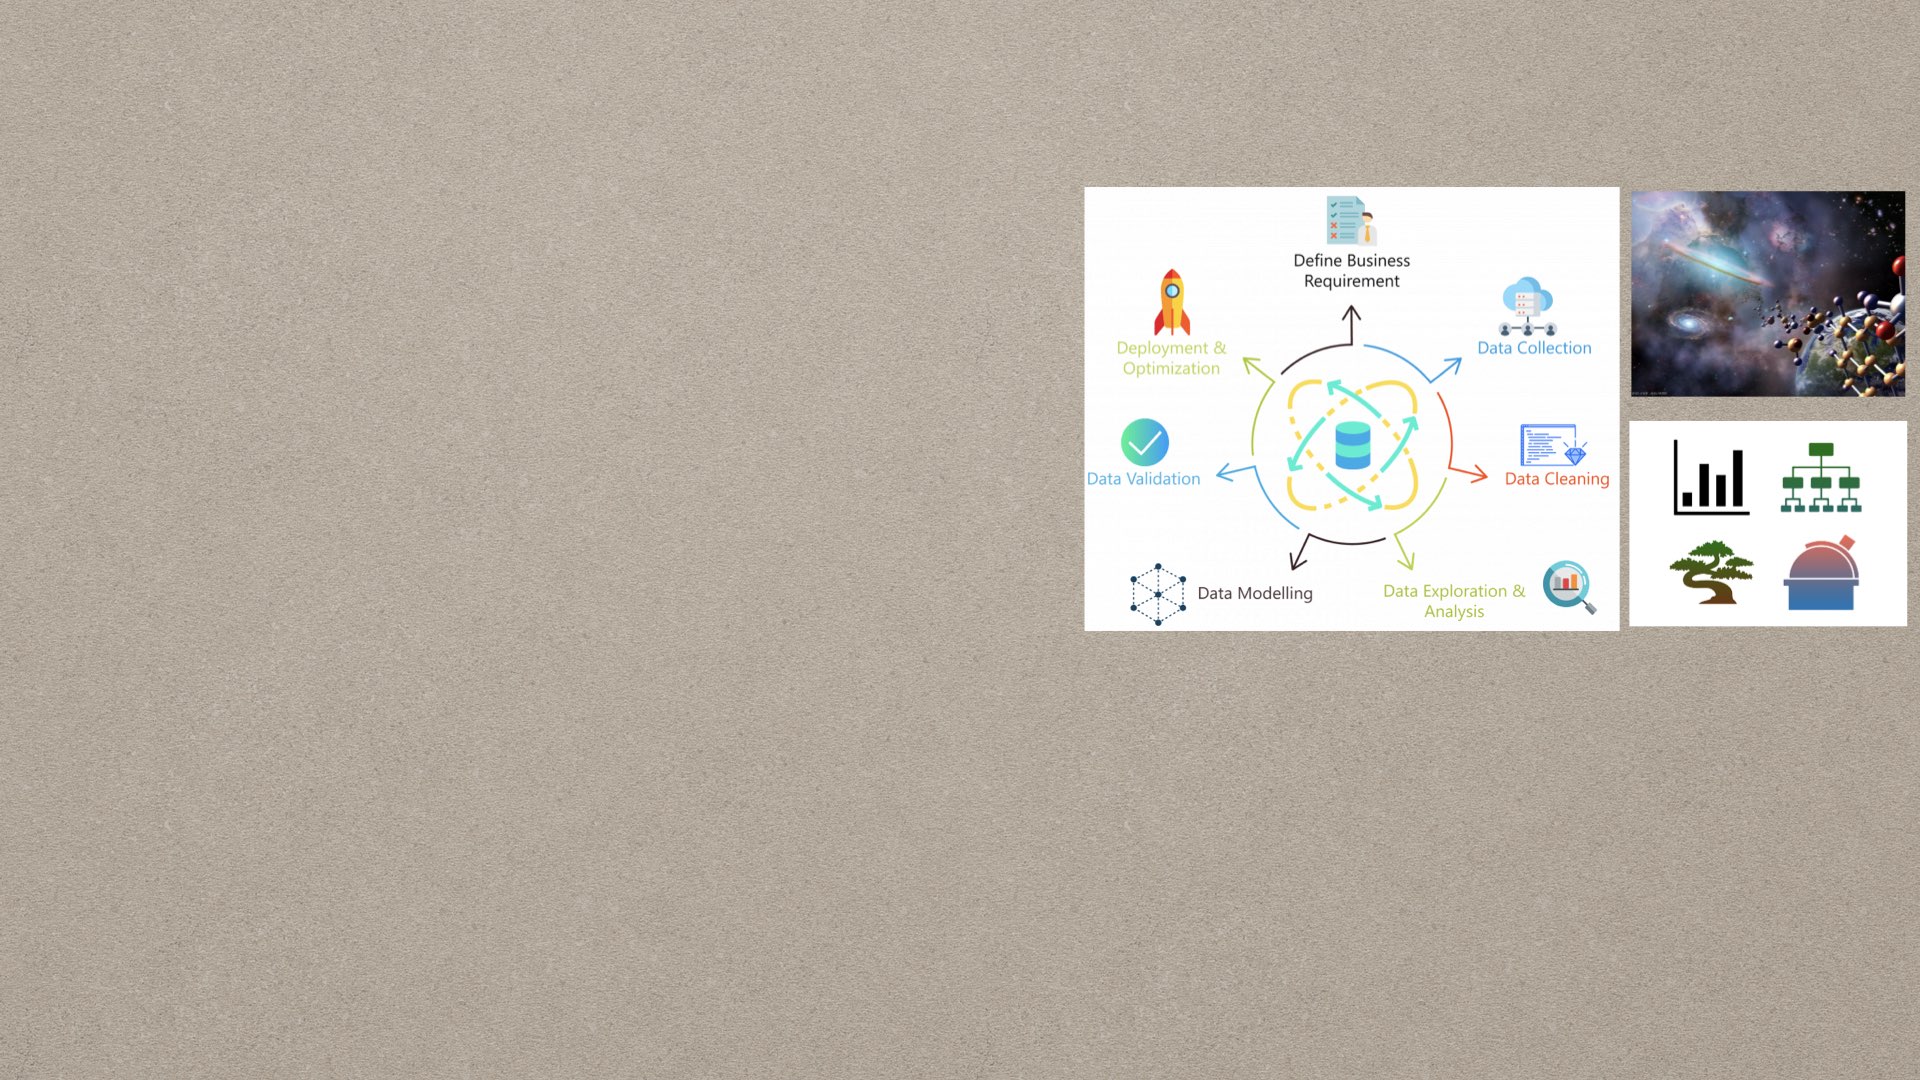 Define Business
Requirement
Data Collection
Data Cleaning
Data Exploration &
Analysis
Data Modelling
Data Validation
Deployment &
Optimization